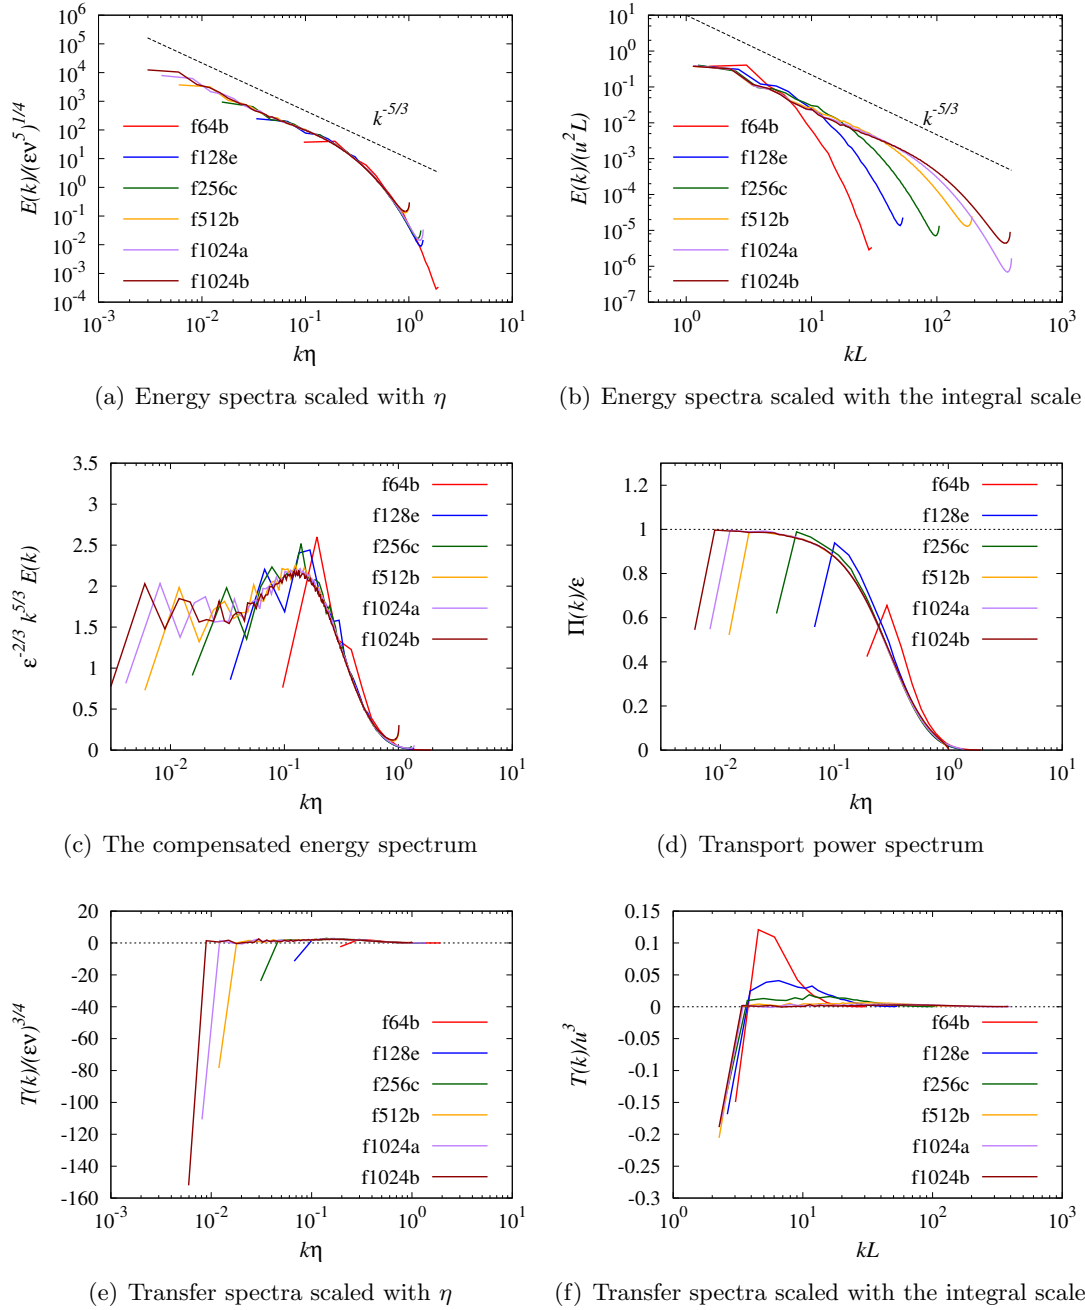 10^6
10^5
10^4
10^3
10^2
10^1
10^0
10^-1
10^-2
10^-3
10^-4
10^-3
10^-2
10^-1
10^0
10^1
E(k)/(εν^5)^1/4
kη
k^-5/3
f64b
f128e
f256c
f512b
f1024a
f1024b
(a) Energy spectra scaled with η
10^1
10^0
10^-1
10^-2
10^-3
10^-4
10^-5
10^-6
10^-7
10^0
10^1
10^2
10^3
E(k)/(u^2 L)
kL
k^-5/3
f64b
f128e
f256c
f512b
f1024a
f1024b
(b) Energy spectra scaled with the integral scale
3.5
3
2.5
2
1.5
1
0.5
0
10^-2
10^-1
10^0
10^1
ε^-2/3 k^5/3 E(k)
kη
f64b
f128e
f256c
f512b
f1024a
f1024b
(c) The compensated energy spectrum
1.2
1
0.8
0.6
0.4
0.2
0
10^-2
10^-1
10^0
10^1
Π(k)/ε
kη
f64b
f128e
f256c
f512b
f1024a
f1024b
(d) Transport power spectrum
20
0
-20
-40
-60
-80
-100
-120
-140
-160
10^-3
10^-2
10^-1
10^0
10^1
T(k)/(εν)^3/4
kη
f64b
f128e
f256c
f512b
f1024a
f1024b
(e) Transfer spectra scaled with η
0.15
0.1
0.05
0
-0.05
-0.1
-0.15
-0.2
-0.25
-0.3
10^0
10^1
10^2
10^3
T(k)/u^3
kL
f64b
f128e
f256c
f512b
f1024a
f1024b
(f) Transfer spectra scaled with the integral scale